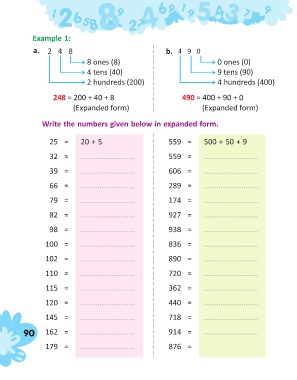 Example 1:
a. 2 4 8
8 ones (8)
4 tens (40)
2 hundreds (200)
248 = 200 + 40 + 8
(Expanded form)
b. 4 9 0
0 ones (0)
9 tens (90)
4 hundreds (400)
490 = 400 + 90 + 0
(Expanded form)
Write the numbers given below in expanded form.
25 = 20 + 5
32 = ....................
39 = ....................
66 = ....................
79 = ....................
82 = ....................
98 = ....................
100 = ....................
102 = ....................
110 = ....................
115 = ....................
120 = ....................
145 = ....................
162 = ....................
179 = ....................
559 = 500 + 50 + 9
559 = ....................
606 = ....................
289 = ....................
174 = ....................
927 = ....................
938 = ....................
836 = ....................
890 = ....................
720 = ....................
362 = ....................
440 = ....................
718 = ....................
914 = ....................
876 = ....................
90